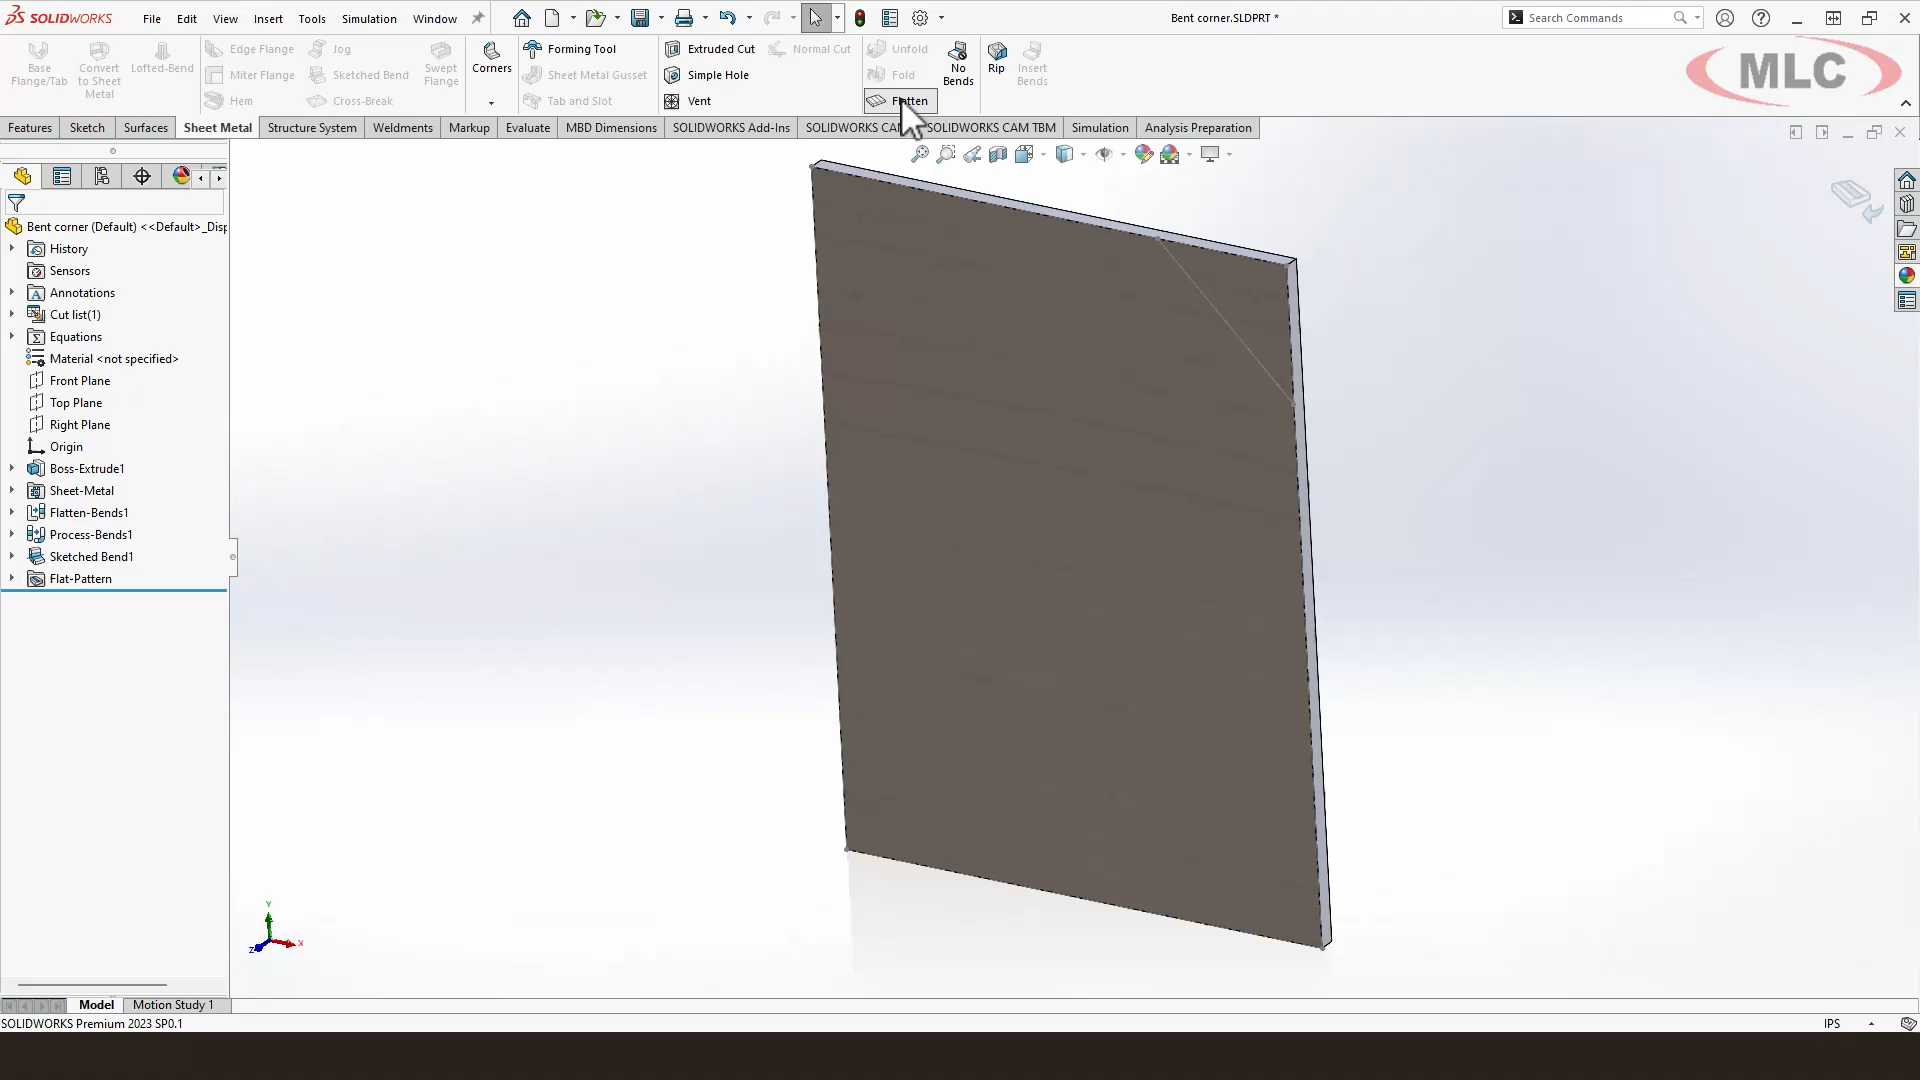 SOLIDWORKS File Edit View Insert Tools Simulation Window Bent corner.SLDPRT * Search Commands
Base Flange/Tab
Convert to Sheet Metal
Lofted-Bend
Edge Flange
Miter Flange
Hem
Jog
Sketched Bend
Cross-Break
Swept Flange
Corners
Forming Tool
Sheet Metal Gusset
Tab and Slot
Extruded Cut
Simple Hole
Vent
Normal Cut
Unfold
Fold
Flatten
No Bends
Rip
Insert Bends
MLC
Features Sketch Surfaces Sheet Metal Structure System Weldments Markup Evaluate MBD Dimensions SOLIDWORKS Add-Ins SOLIDWORKS SOLIDWORKS CAM TBM Simulation Analysis Preparation
Bent corner (Default) <<Default>_Disp
History
Sensors
Annotations
Cut list(1)
Equations
Material <not specified>
Front Plane
Top Plane
Right Plane
Origin
Boss-Extrude1
Sheet-Metal
Flatten-Bends1
Process-Bends1
Sketched Bend1
Flat-Pattern
Y
X
Z
Model Motion Study 1
SOLIDWORKS Premium 2023 SP0.1 IPS